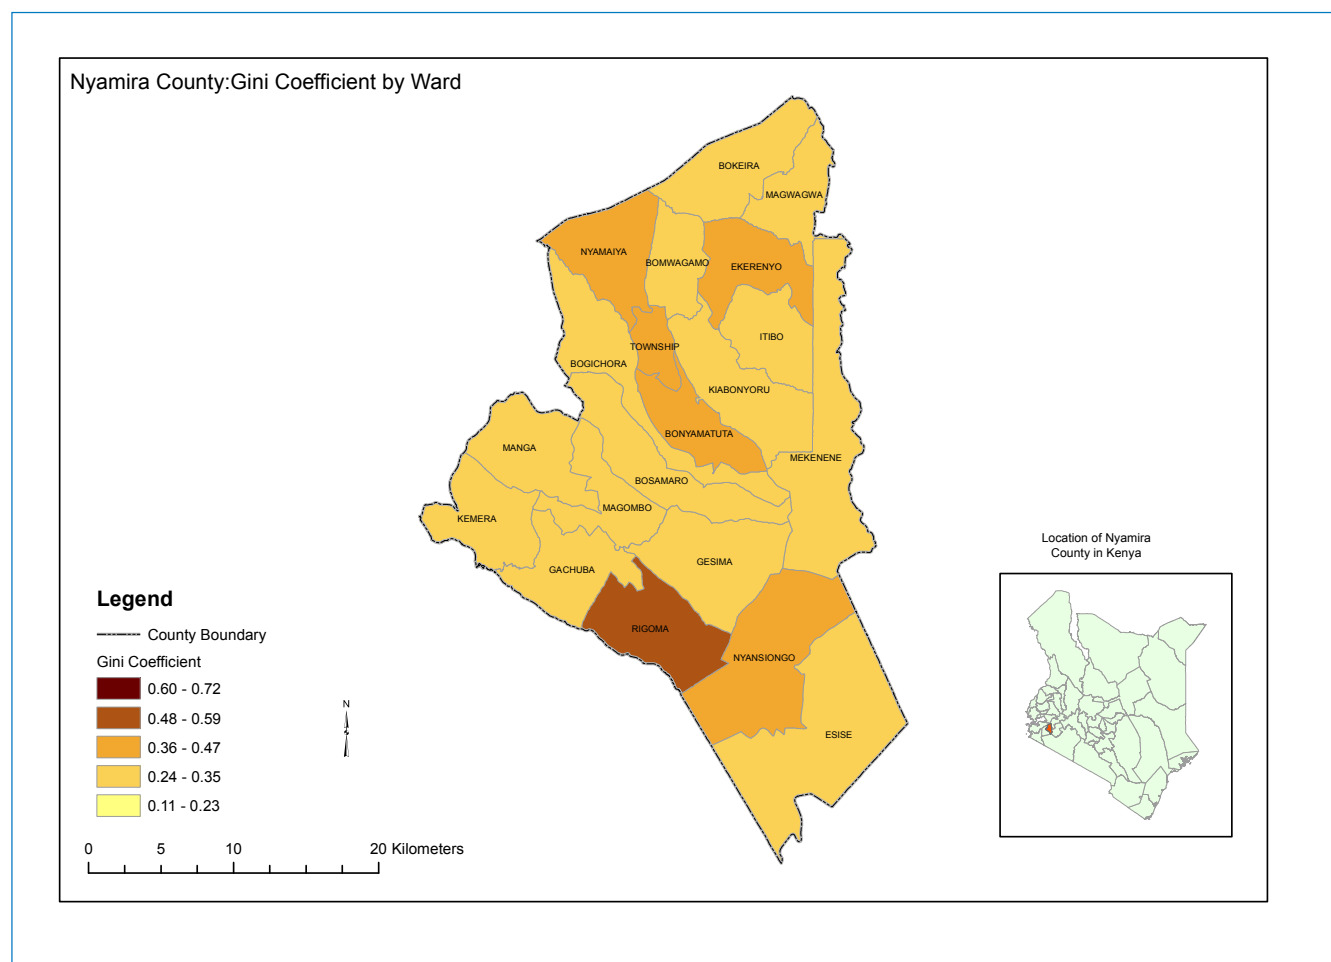 Nyamira County:Gini Coefficient by Ward
BOKEIRA
MAGWAGWA
NYAMAIYA
BOMWAGAMO
EKERENYO
ITIBO
TOWNSHIP
BOGICHORA
KIABONYORU
BONYAMATUTA
MANGA
MEKENENE
BOSAMARO
MAGOMBO
KEMERA
GESIMA
GACHUBA
RIGOMA
NYANSIONGO
ESISE
Location of Nyamira
County in Kenya
Legend
County Boundary
Gini Coefficient
0.60 - 0.72
0.48 - 0.59
0.36 - 0.47
0.24 - 0.35
0.11 - 0.23
N
0 5 10 20 Kilometers